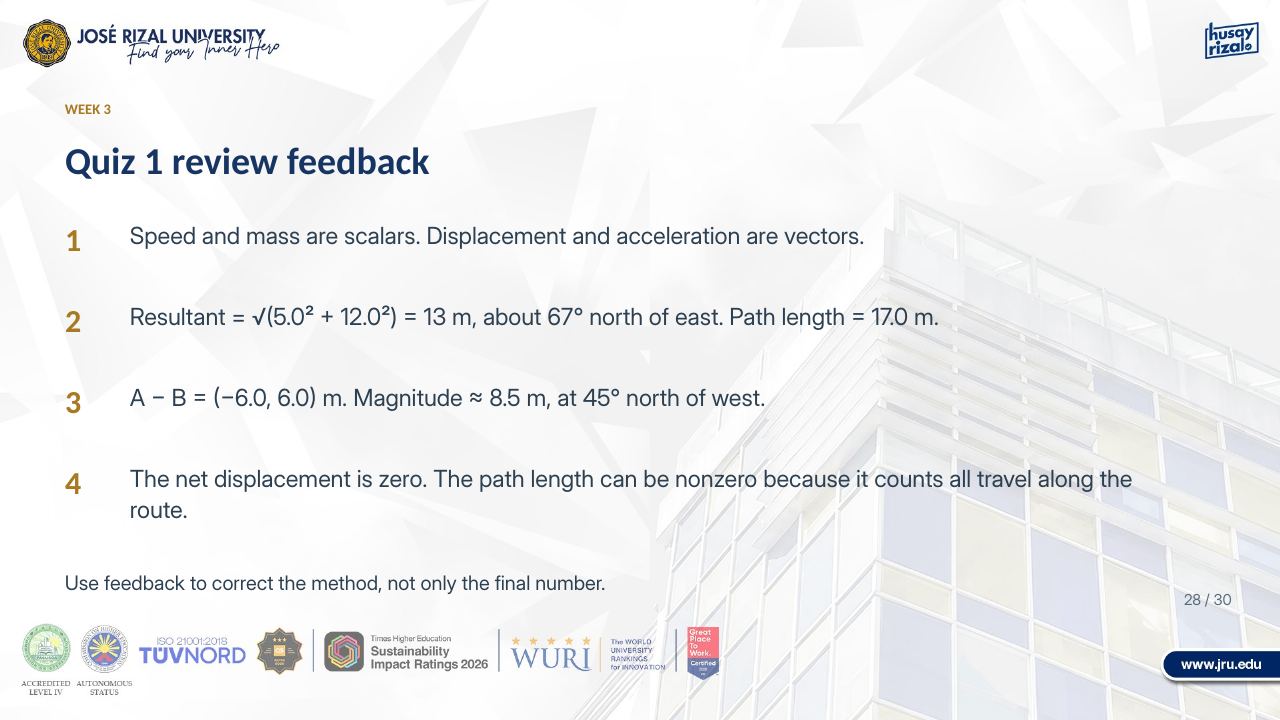 JOSÉ RIZAL UNIVERSITY
Find your Inner Hero
husay
rizal
WEEK 3
Quiz 1 review feedback
1 Speed and mass are scalars. Displacement and acceleration are vectors.
2 Resultant = √(5.0² + 12.0²) = 13 m, about 67° north of east. Path length = 17.0 m.
3 A − B = (−6.0, 6.0) m. Magnitude ≈ 8.5 m, at 45° north of west.
4 The net displacement is zero. The path length can be nonzero because it counts all travel along the
route.
Use feedback to correct the method, not only the final number.
28 / 30
ACCREDITED
LEVEL IV
AUTONOMOUS
STATUS
ISO 21001:2018
TÜVNORD
Times Higher Education
Sustainability
Impact Ratings 2026
WURI
The WORLD
UNIVERSITY
RANKINGS
for INNOVATION
Great
Place
To
Work.
Certified
www.jru.edu